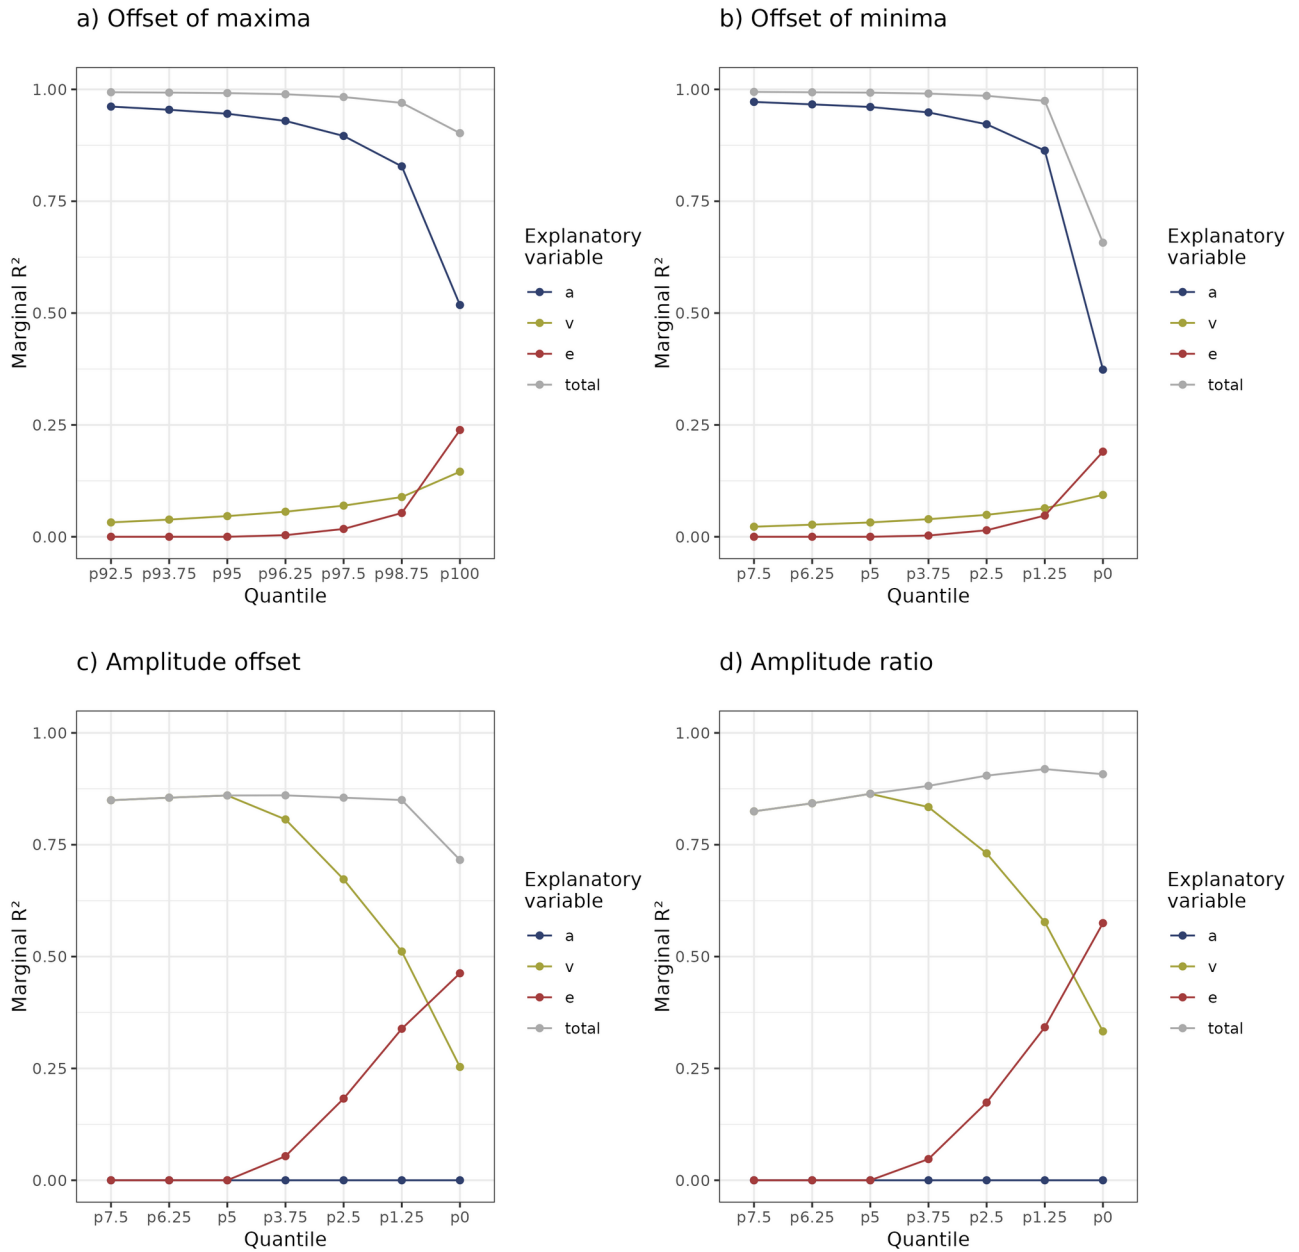 a) Offset of maxima
1.00
0.75
0.50
0.25
0.00
Marginal R²
p92.5 p93.75 p95 p96.25 p97.5 p98.75 p100
Quantile
Explanatory
variable
a
v
e
total
b) Offset of minima
1.00
0.75
0.50
0.25
0.00
Marginal R²
p7.5 p6.25 p5 p3.75 p2.5 p1.25 p0
Quantile
Explanatory
variable
a
v
e
total
c) Amplitude offset
1.00
0.75
0.50
0.25
0.00
Marginal R²
p7.5 p6.25 p5 p3.75 p2.5 p1.25 p0
Quantile
Explanatory
variable
a
v
e
total
d) Amplitude ratio
1.00
0.75
0.50
0.25
0.00
Marginal R²
p7.5 p6.25 p5 p3.75 p2.5 p1.25 p0
Quantile
Explanatory
variable
a
v
e
total